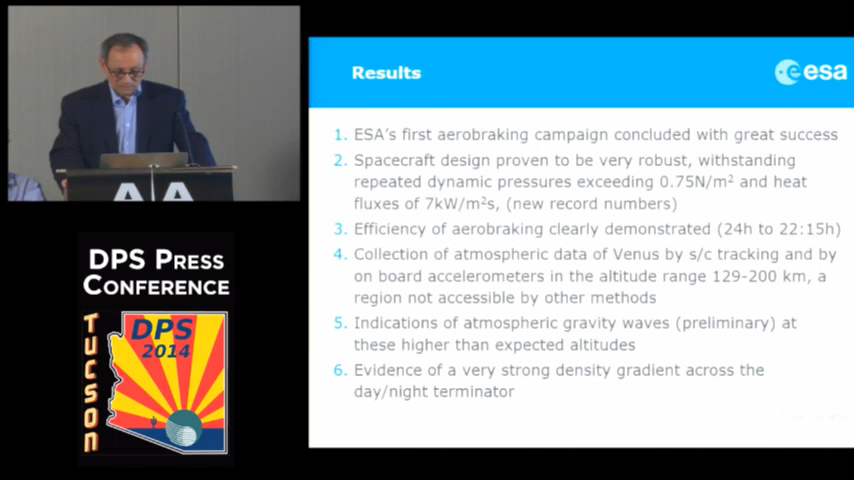 Results
esa
1. ESA's first aerobraking campaign concluded with great success
2. Spacecraft design proven to be very robust, withstanding
repeated dynamic pressures exceeding 0.75N/m² and heat
fluxes of 7kW/m²s, (new record numbers)
3. Efficiency of aerobraking clearly demonstrated (24h to 22:15h)
4. Collection of atmospheric data of Venus by s/c tracking and by
on board accelerometers in the altitude range 129-200 km, a
region not accessible by other methods
5. Indications of atmospheric gravity waves (preliminary) at
these higher than expected altitudes
6. Evidence of a very strong density gradient across the
day/night terminator
DPS PRESS
CONFERENCE
TUCSON
DPS
2014